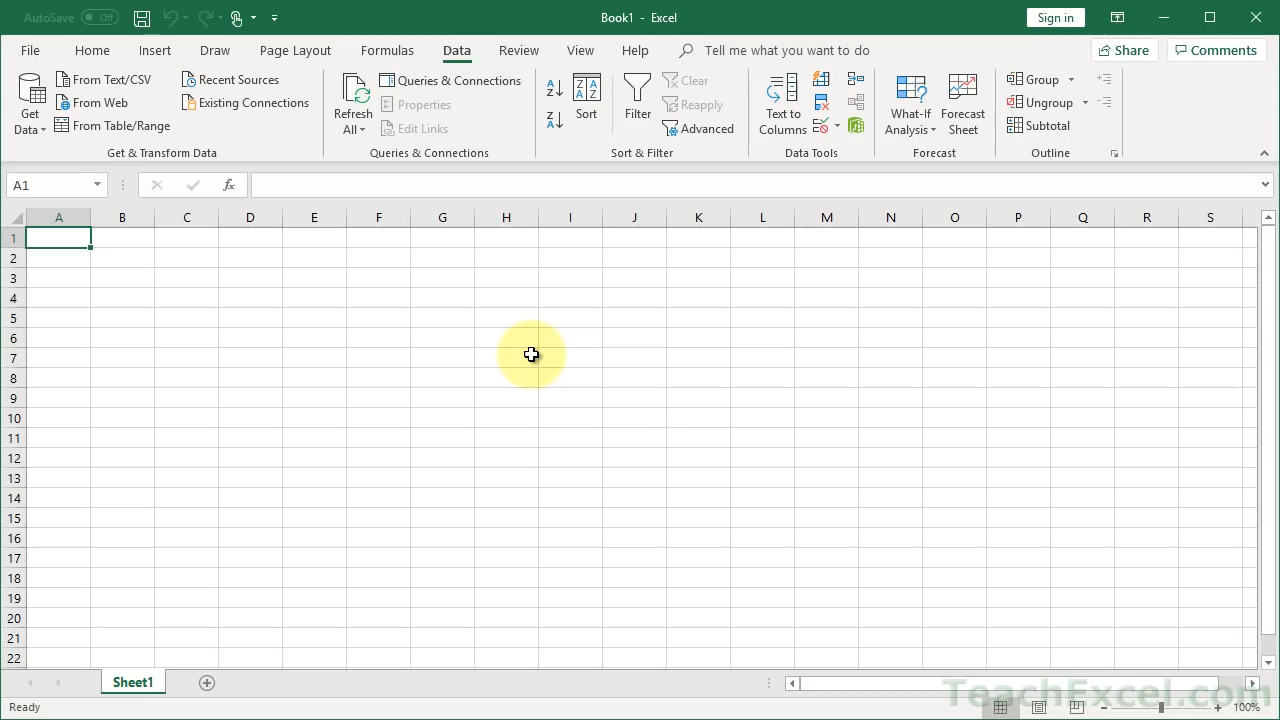 AutoSave Off
Book1 - Excel
Sign in
File Home Insert Draw Page Layout Formulas Data Review View Help Tell me what you want to do
Share Comments
Get Data
From Text/CSV
From Web
From Table/Range
Recent Sources
Existing Connections
Get & Transform Data
Refresh All
Queries & Connections
Properties
Edit Links
Queries & Connections
Sort
Filter
Clear
Reapply
Advanced
Sort & Filter
Text to Columns
Data Tools
What-If Analysis
Forecast Sheet
Forecast
Group
Ungroup
Subtotal
Outline
A1
fx
A B C D E F G H I J K L M N O P Q R S
1
2
3
4
5
6
7
8
9
10
11
12
13
14
15
16
17
18
19
20
21
22
Sheet1
TeachExcel.com
Ready
100%